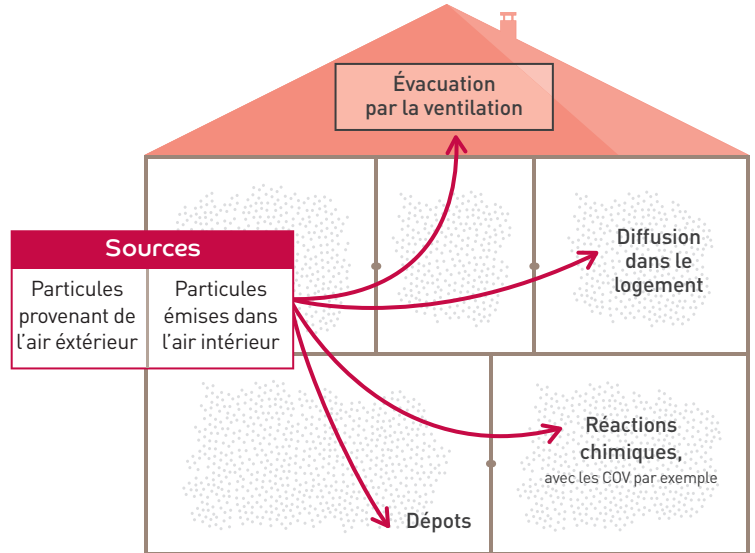 Évacuation
par la ventilation
Sources
Particules
provenant de
l'air éxtérieur
Particules
émises dans
l'air intérieur
Diffusion
dans le
logement
Réactions
chimiques,
avec les COV par exemple
Dépots